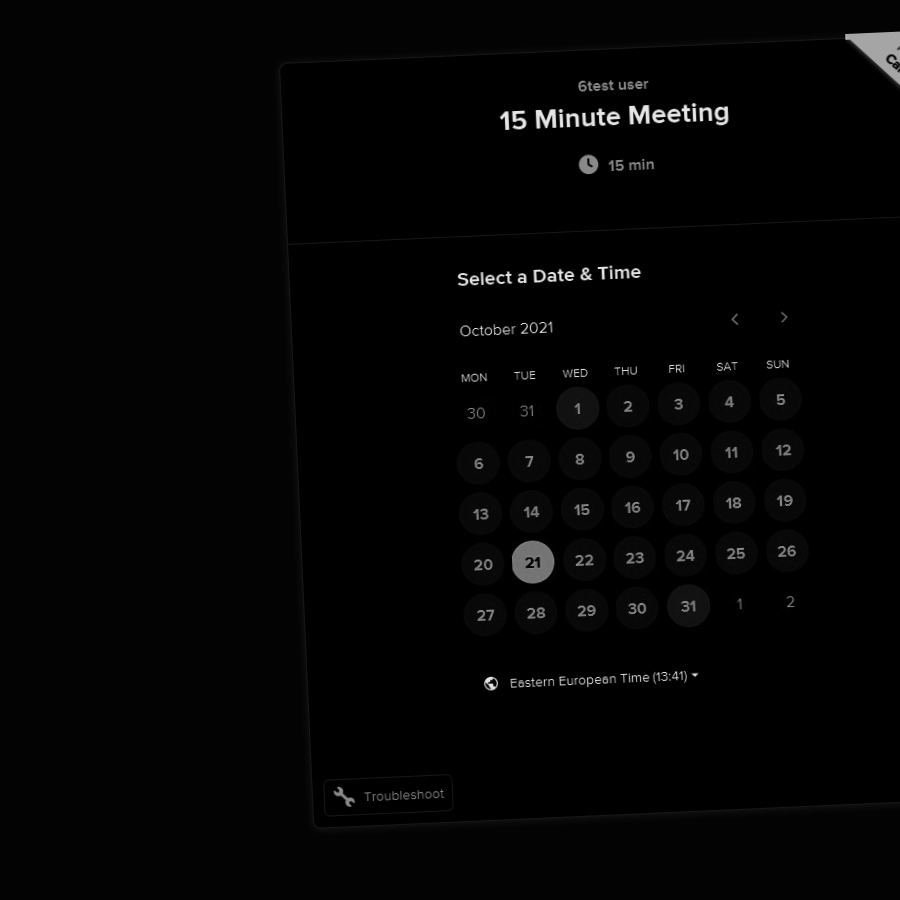 6test user
15 Minute Meeting
15 min
Select a Date & Time
October 2021
MON TUE WED THU FRI SAT SUN
30 31 1 2 3 4 5
6 7 8 9 10 11 12
13 14 15 16 17 18 19
20 21 22 23 24 25 26
27 28 29 30 31 1 2
Eastern European Time (13:41)
Troubleshoot